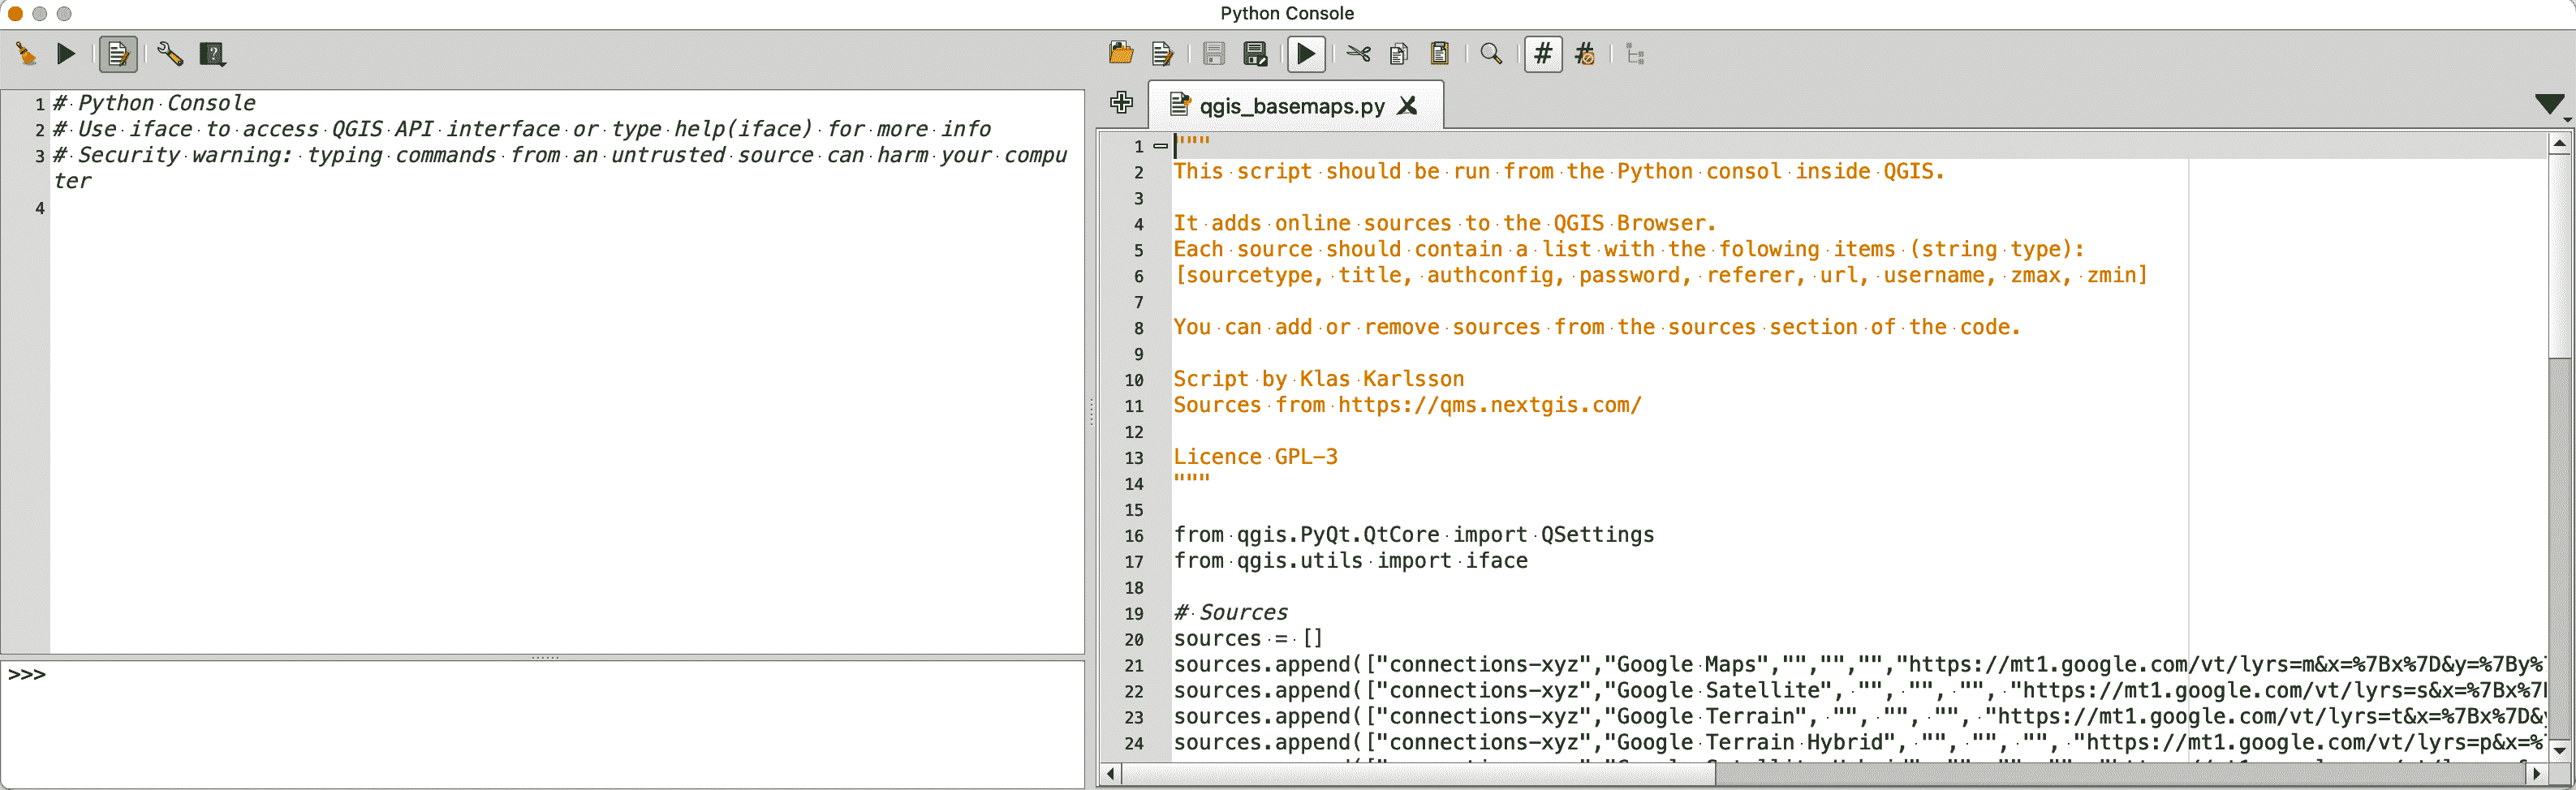 Python Console
1 # Python Console
2 # Use iface to access QGIS API interface or type help(iface) for more info
3 # Security warning: typing commands from an untrusted source can harm your compu
ter
4
>>>
qgis_basemaps.py
1 """
2 This script should be run from the Python consol inside QGIS.
3
4 It adds online sources to the QGIS Browser.
5 Each source should contain a list with the folowing items (string type):
6 [sourcetype, title, authconfig, password, referer, url, username, zmax, zmin]
7
8 You can add or remove sources from the sources section of the code.
9
10 Script by Klas Karlsson
11 Sources from https://qms.nextgis.com/
12
13 Licence GPL-3
14 """
15
16 from qgis.PyQt.QtCore import QSettings
17 from qgis.utils import iface
18
19 # Sources
20 sources = []
21 sources.append(["connections-xyz","Google Maps","","","","https://mt1.google.com/vt/lyrs=m&x=%7Bx%7D&y=%7By%
22 sources.append(["connections-xyz","Google Satellite", "", "", "", "https://mt1.google.com/vt/lyrs=s&x=%7Bx%7
23 sources.append(["connections-xyz","Google Terrain", "", "", "", "https://mt1.google.com/vt/lyrs=t&x=%7Bx%7D&
24 sources.append(["connections-xyz","Google Terrain Hybrid", "", "", "", "https://mt1.google.com/vt/lyrs=p&x=%